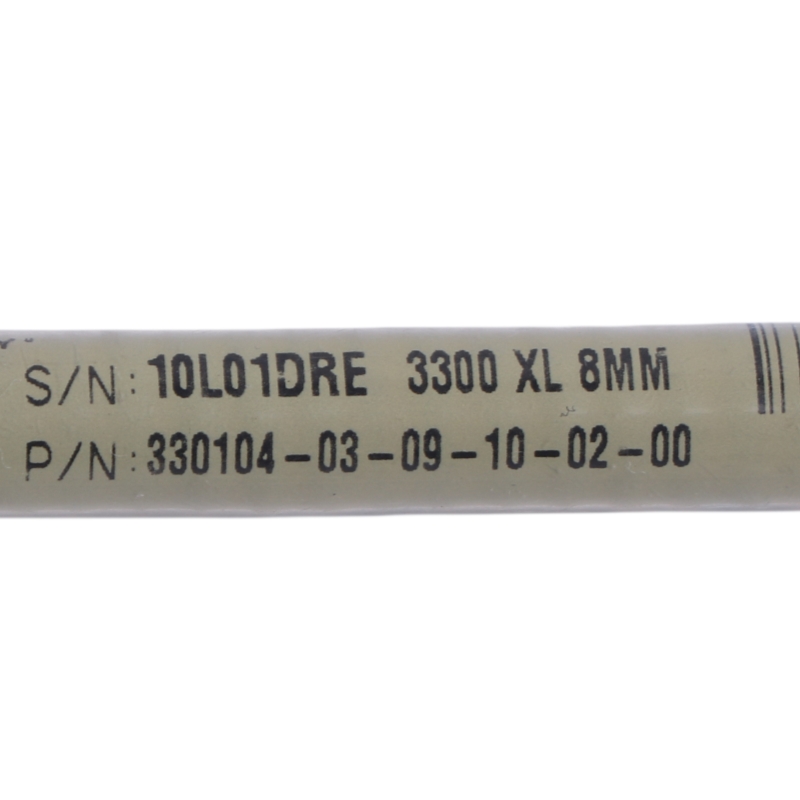 S/N: 10L01DRE 3300 XL 8MM
P/N: 330104-03-09-10-02-00